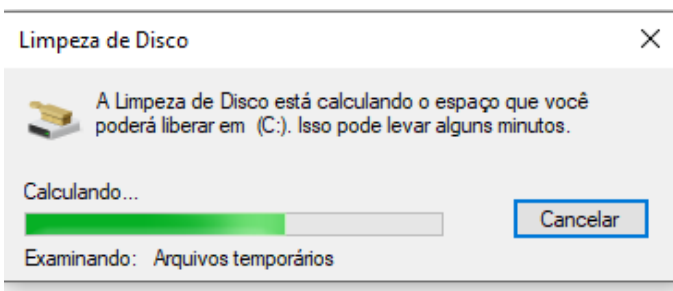 Limpeza de Disco
A Limpeza de Disco está calculando o espaço que você
poderá liberar em  (C:). Isso pode levar alguns minutos.
Calculando...
Cancelar
Examinando:   Arquivos temporários